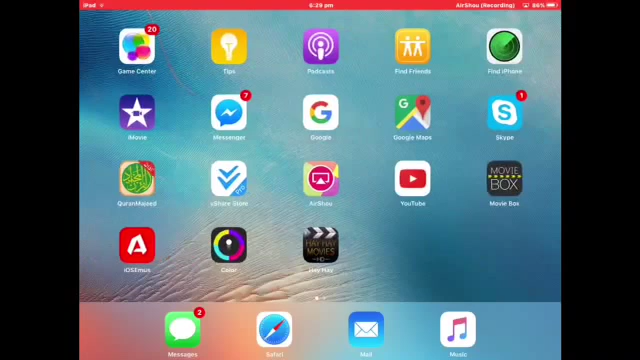 iPad 6:29 pm AirShou (Recording) 86%
20
Game Center Tips Podcasts Find Friends Find iPhone
7 G 1
iMovie Messenger Google Google Maps Skype
MOVIE BOX
QuranMajeed vShare Store AirShou YouTube Movie Box
HAY HAY
MOVIES
HD
iOSEmus Color Hay Hay
2
Messages Safari Mail Music